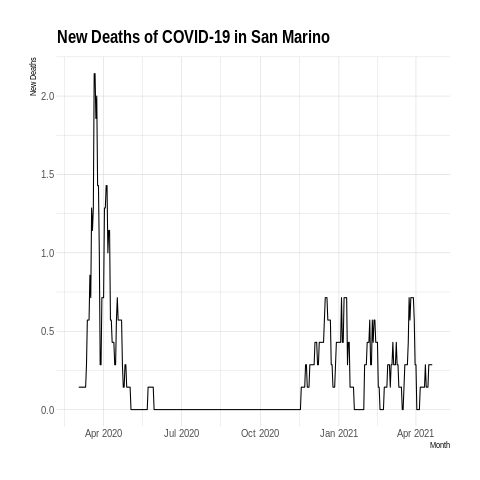 New Deaths of COVID-19 in San Marino
New Deaths
2.0
1.5
1.0
0.5
0.0
Apr 2020 Jul 2020 Oct 2020 Jan 2021 Apr 2021
Month